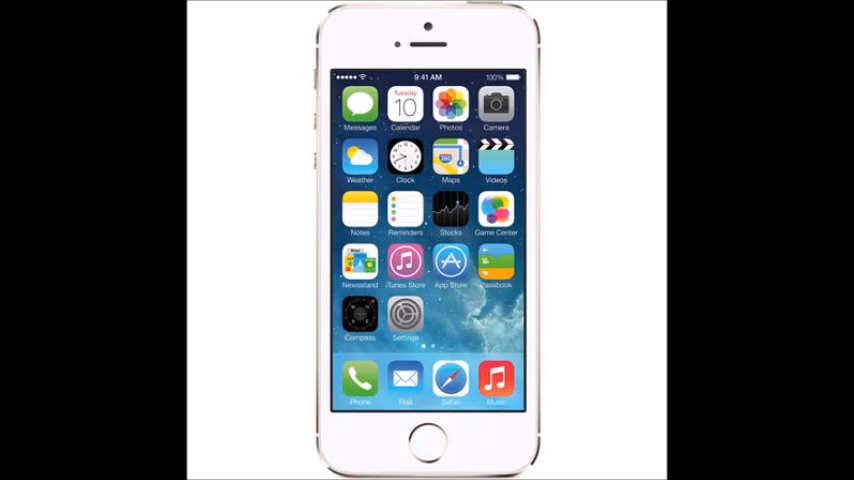 9:41 AM 100%
Tuesday
10
Messages Calendar Photos Camera
Weather Clock Maps Videos
Notes Reminders Stocks Game Center
Newsstand iTunes Store App Store Passbook
Compass Settings
Phone Mail Safari Music